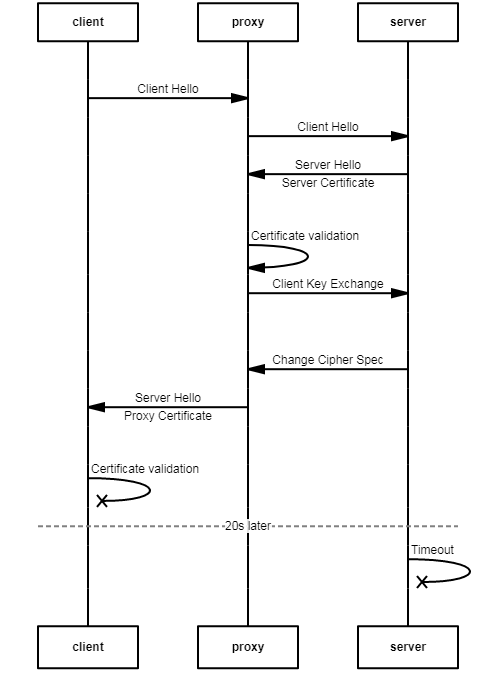 client proxy server
Client Hello
Client Hello
Server Hello
Server Certificate
Certificate validation
Client Key Exchange
Change Cipher Spec
Server Hello
Proxy Certificate
Certificate validation
20s later
Timeout
client proxy server